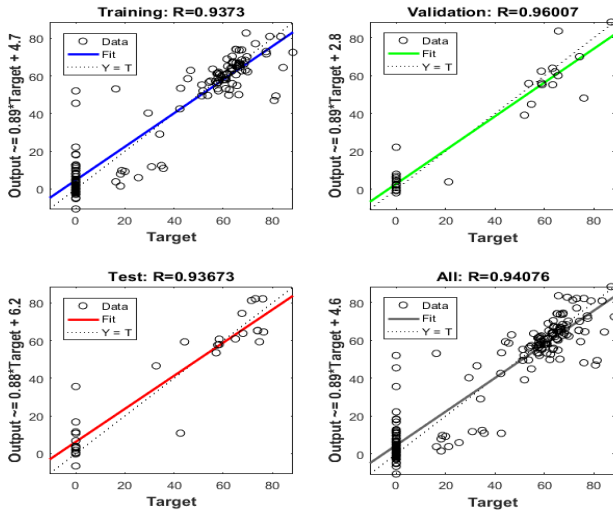 Training: R=0.9373
Output ~= 0.89*Target + 4.7
Data
Fit
Y = T
80
60
40
20
0
0 20 40 60 80
Target
Validation: R=0.96007
Output ~= 0.89*Target + 2.8
Data
Fit
Y = T
80
60
40
20
0
0 20 40 60 80
Target
Test: R=0.93673
Output ~= 0.88*Target + 6.2
Data
Fit
Y = T
80
60
40
20
0
0 20 40 60 80
Target
All: R=0.94076
Output ~= 0.89*Target + 4.6
Data
Fit
Y = T
80
60
40
20
0
0 20 40 60 80
Target